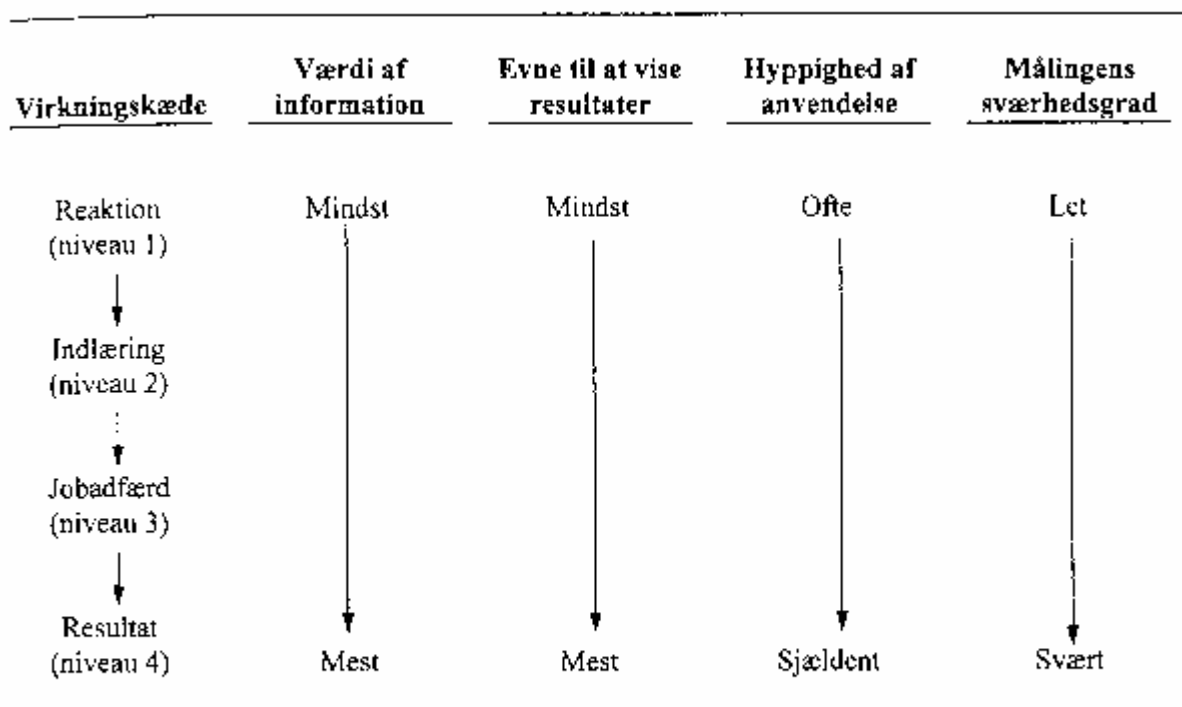 Virkningskæde
Værdi af
information
Evne til at vise
resultater
Hyppighed af
anvendelse
Målingens
sværhedsgrad
Reaktion
(niveau 1)
Mindst
Mindst
Ofte
Let
Indlæring
(niveau 2)
Jobadfærd
(niveau 3)
Resultat
(niveau 4)
Mest
Mest
Sjældent
Svært